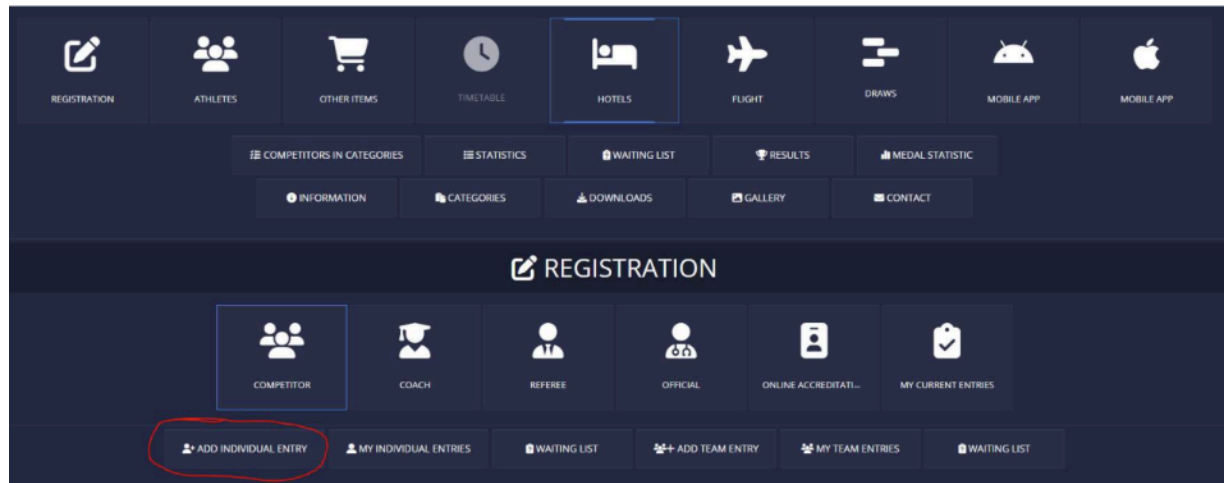 REGISTRATION ATHLETES OTHER ITEMS TIMETABLE HOTELS FLIGHT DRAWS MOBILE APP MOBILE APP
COMPETITORS IN CATEGORIES STATISTICS WAITING LIST RESULTS MEDAL STATISTIC
INFORMATION CATEGORIES DOWNLOADS GALLERY CONTACT
REGISTRATION
COMPETITOR COACH REFEREE OFFICIAL ONLINE ACCREDITATI... MY CURRENT ENTRIES
ADD INDIVIDUAL ENTRY MY INDIVIDUAL ENTRIES WAITING LIST ADD TEAM ENTRY MY TEAM ENTRIES WAITING LIST